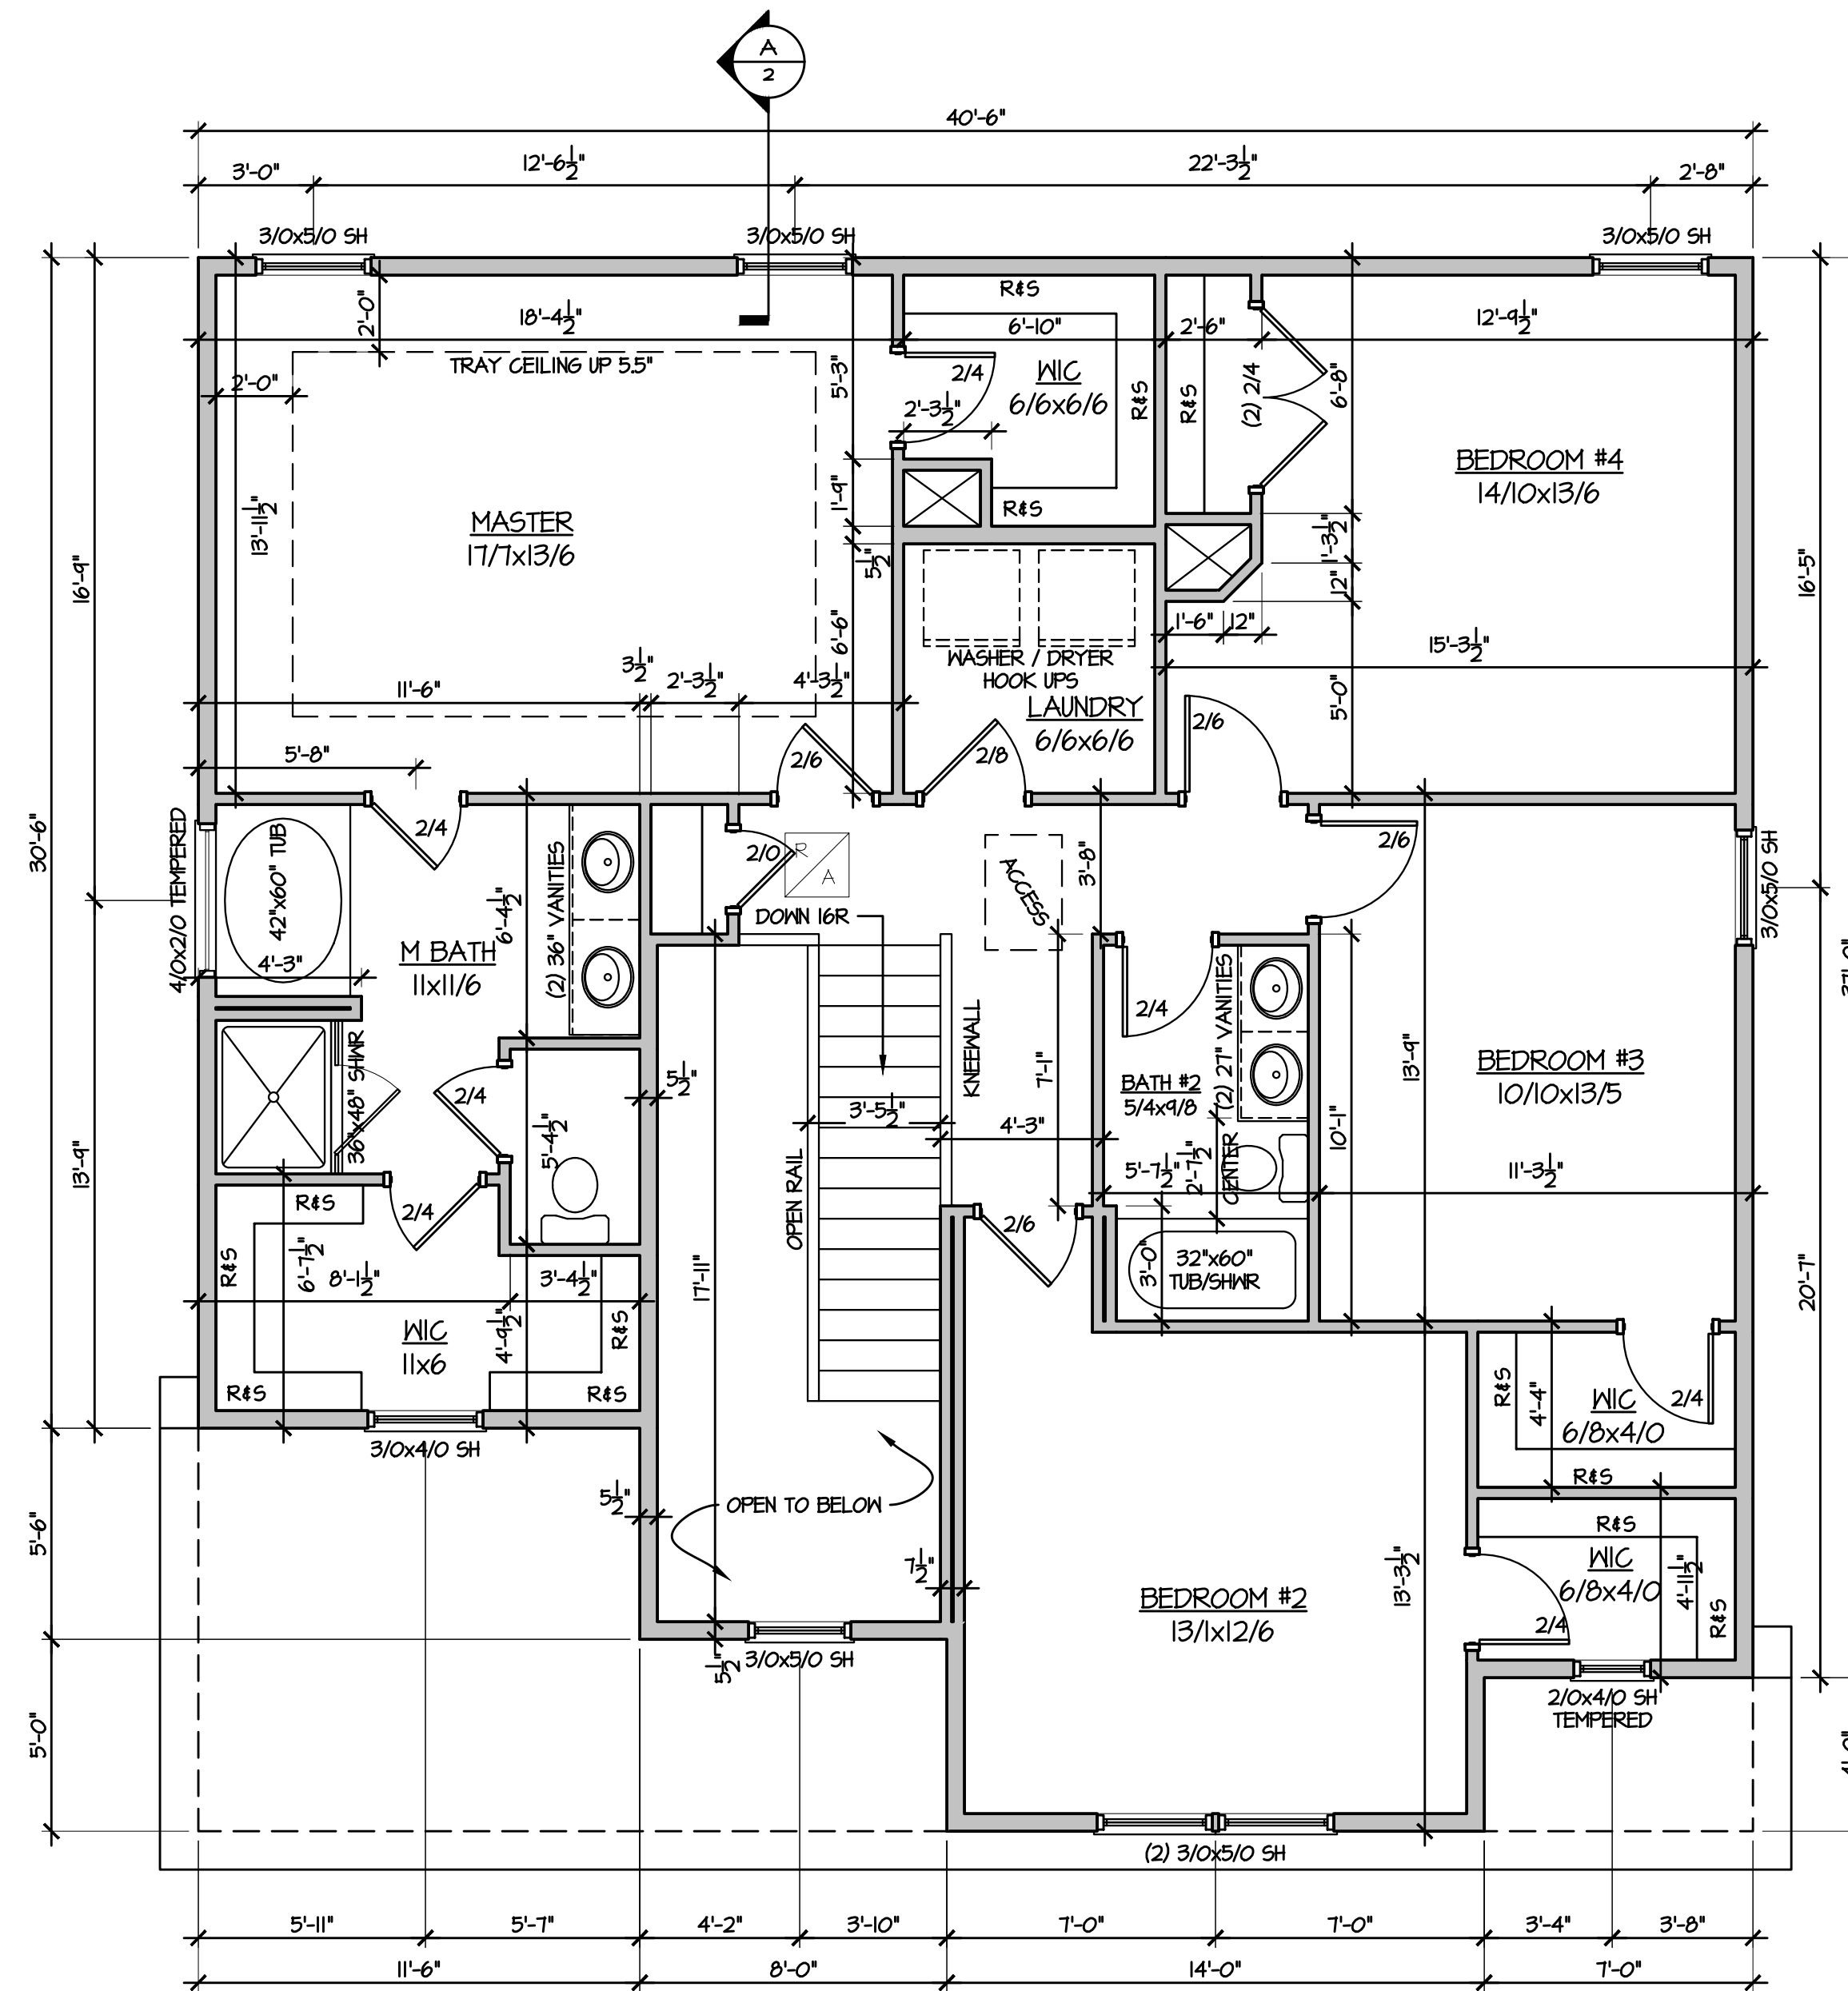 A
2
40'-6"
3'-0"
12'-6 1/2"
22'-3 1/2"
2'-8"
3/0x5/0 SH
3/0x5/0 SH
3/0x5/0 SH
2'-0"
18'-4 1/2"
R&S
6'-10"
2'-6"
12'-9 1/2"
TRAY CEILING UP 5.5"
2'-0"
5'-3"
2/4
WIC
6/6x6/6
R&S
R&S
(2) 2/4
6'-8"
2'-3 1/2"
BEDROOM #4
14/10x13/6
13'-11 1/2"
MASTER
17/7x13/6
1'-9"
R&S
5 1/2"
1'-3 1/2"
12"
16'-9"
16'-5"
1'-6"
12"
6'-6"
WASHER / DRYER
HOOK UPS
15'-3 1/2"
3 1/2"
2'-3 1/2"
4'-3 1/2"
11'-6"
5'-0"
LAUNDRY
6/6x6/6
2/6
5'-8"
2/6
2/8
30'-6"
4/0x2/0 TEMPERED
42"x60" TUB
2/4
(2) 36" VANITIES
6'-4 1/2"
2/0
R
A
ACCESS
3'-8"
2/6
3/0x5/0 SH
DOWN 16R
M BATH
11x11/6
4'-3"
2/4
(2) 27" VANITIES
KNEEWALL
7'-1"
13'-9"
36"x48" SHWR
2/4
5 1/2"
BATH #2
5/4x9/8
BEDROOM #3
10/10x13/5
3'-5 1/2"
4'-3"
10'-1"
5'-4 1/2"
5'-7 1/2"
2'-7 1/2"
CENTER
11'-3 1/2"
13'-9"
OPEN RAIL
R&S
2/4
2/6
R&S
6'-7 1/2"
8'-1 1/2"
3'-4 1/2"
17'-11"
3'-0"
32"x60"
TUB/SHWR
20'-7"
4'-9 1/2"
R&S
WIC
11x6
R&S
R&S
R&S
4'-4"
WIC
6/8x4/0
2/4
3/0x4/0 SH
R&S
5 1/2"
OPEN TO BELOW
5'-6"
R&S
7 1/2"
13'-3 1/2"
WIC
6/8x4/0
4'-11 1/2"
R&S
BEDROOM #2
13/1x12/6
2/4
5 1/2"
3/0x5/0 SH
2/0x4/0 SH
TEMPERED
5'-0"
(2) 3/0x5/0 SH
5'-11"
5'-7"
4'-2"
3'-10"
7'-0"
7'-0"
3'-4"
3'-8"
11'-6"
8'-0"
14'-0"
7'-0"